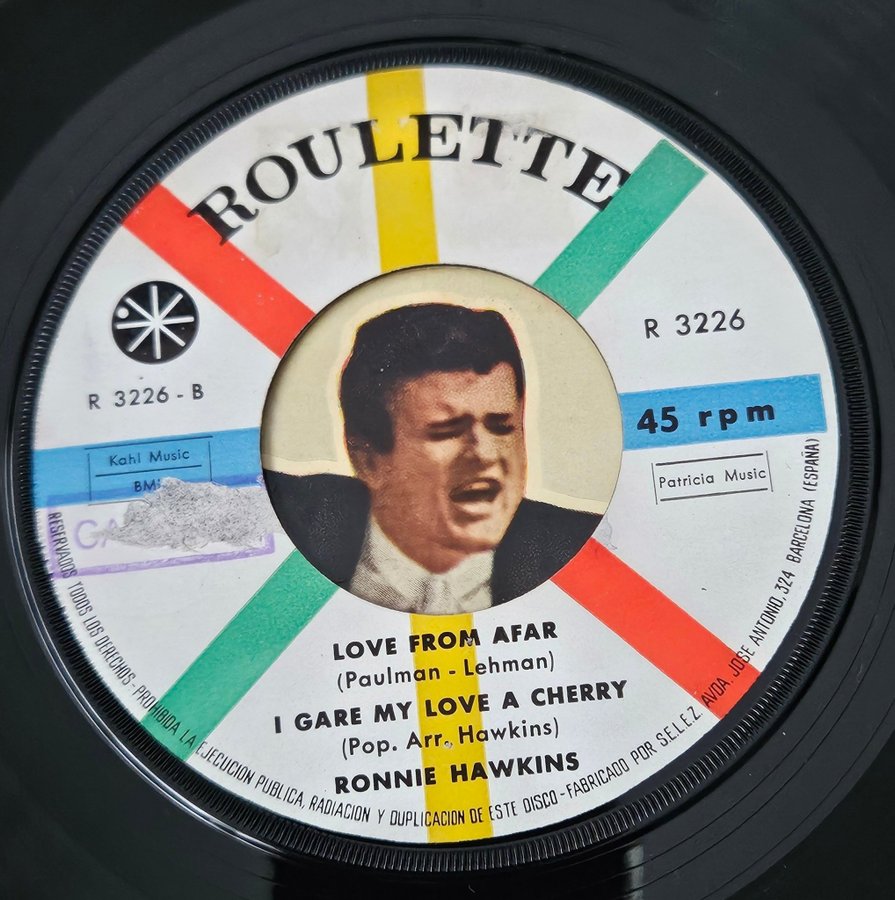 ROULETTE
R 3226 - B
R 3226
45 rpm
Kahl Music
Patricia Music
LOVE FROM AFAR
(Paulman - Lehman)
I GARE MY LOVE A CHERRY
(Pop. Arr. Hawkins)
RONNIE HAWKINS
RESERVADOS TODOS LOS DERECHOS - PROHIBIDA LA EJECUCION PUBLICA, RADIACION Y DUPLICACION DE ESTE DISCO - FABRICADO POR S.E.L.E.Z. AVDA. JOSE ANTONIO, 324 BARCELONA (ESPAÑA)